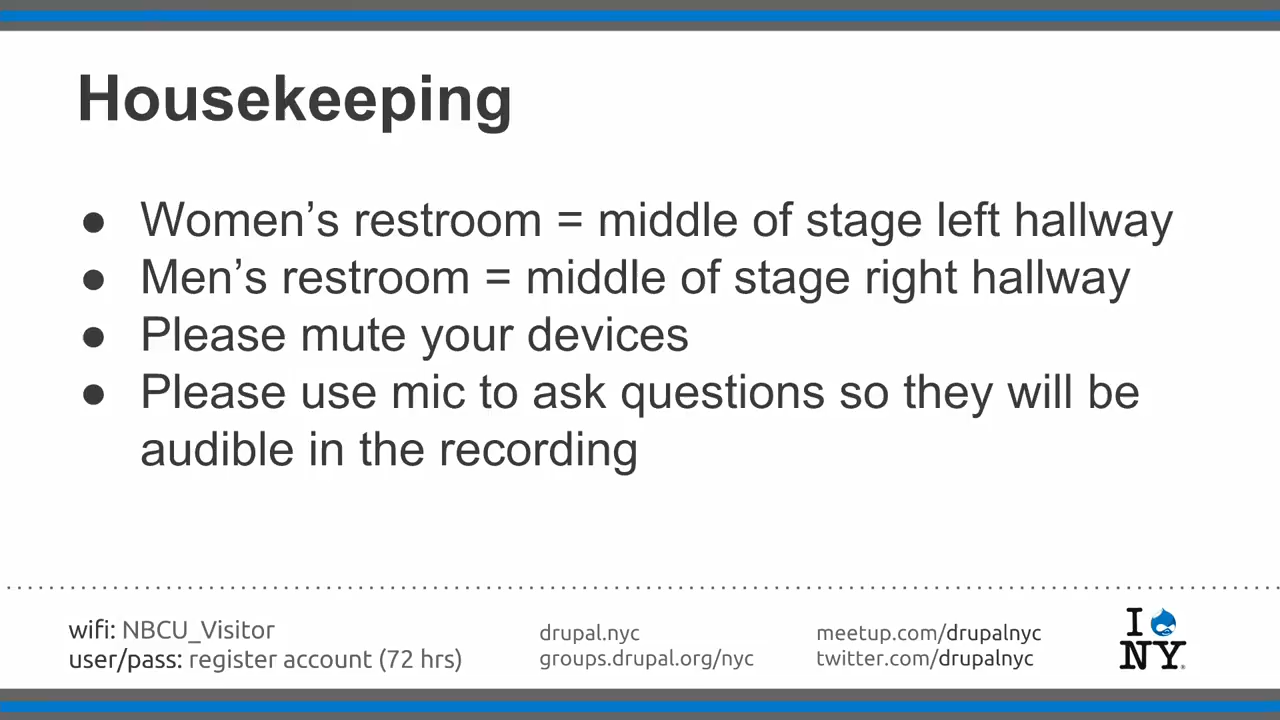 Housekeeping
● Women’s restroom = middle of stage left hallway
● Men’s restroom = middle of stage right hallway
● Please mute your devices
● Please use mic to ask questions so they will be
audible in the recording
wifi: NBCU_Visitor
user/pass: register account (72 hrs)
drupal.nyc
groups.drupal.org/nyc
meetup.com/drupalnyc
twitter.com/drupalnyc
I
NY®